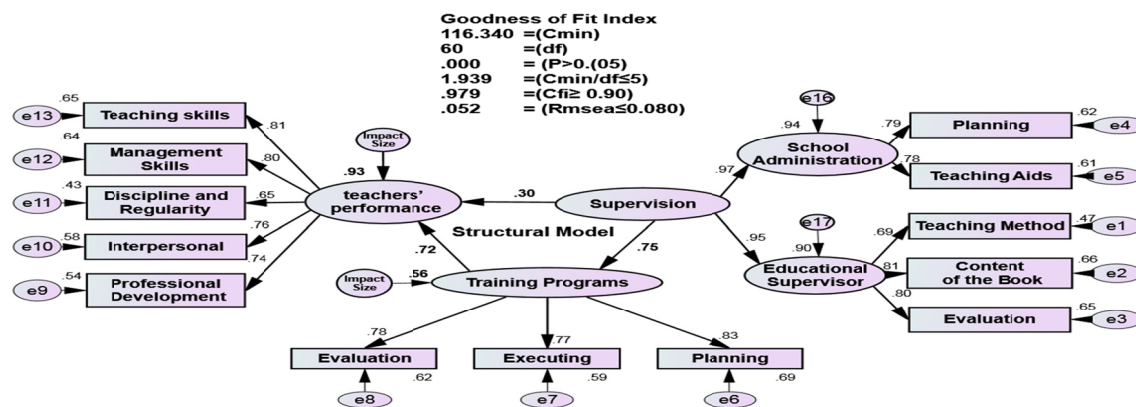 Goodness of Fit Index
116.340 =(Cmin)
60 =(df)
.000 = (P>0.(05)
1.939 =(Cmin/df≤5)
.979 =(Cfi≥ 0.90)
.052 = (Rmsea≤0.080)
e13
.65
Teaching skills
.81
e12
.64
Management
Skills
.80
e11
.43
Discipline and
Regularity
.65
e10
.58
Interpersonal
.76
e9
.54
Professional
Development
.74
Impact
Size
.93
teachers'
performance
.30
Supervision
Structural Model
.72
.75
Impact
Size
.56
Training Programs
.78
.77
.83
Evaluation
Executing
Planning
.62
.59
.69
e8
e7
e6
e16
.94
School
Administration
.97
.79
Planning
.62
e4
.78
Teaching Aids
.61
e5
e17
.90
.95
Educational
Supervisor
.69
Teaching Method
.47
e1
.81
Content
of the Book
.66
e2
.80
Evaluation
.65
e3